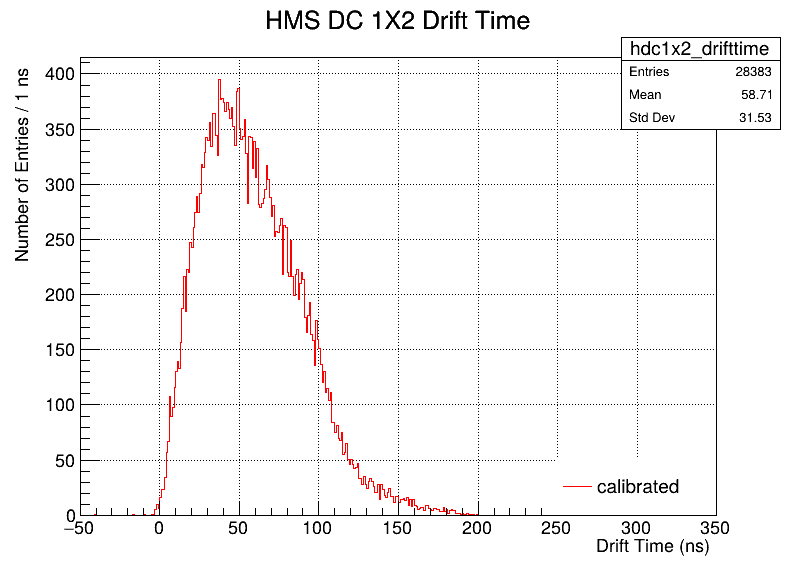 HMS DC 1X2 Drift Time
hdc1x2_drifttime
Entries 28383
Mean 58.71
Std Dev 31.53
Number of Entries / 1 ns
400
350
300
250
200
150
100
50
0
−50 0 50 100 150 200 250 300 350
Drift Time (ns)
calibrated